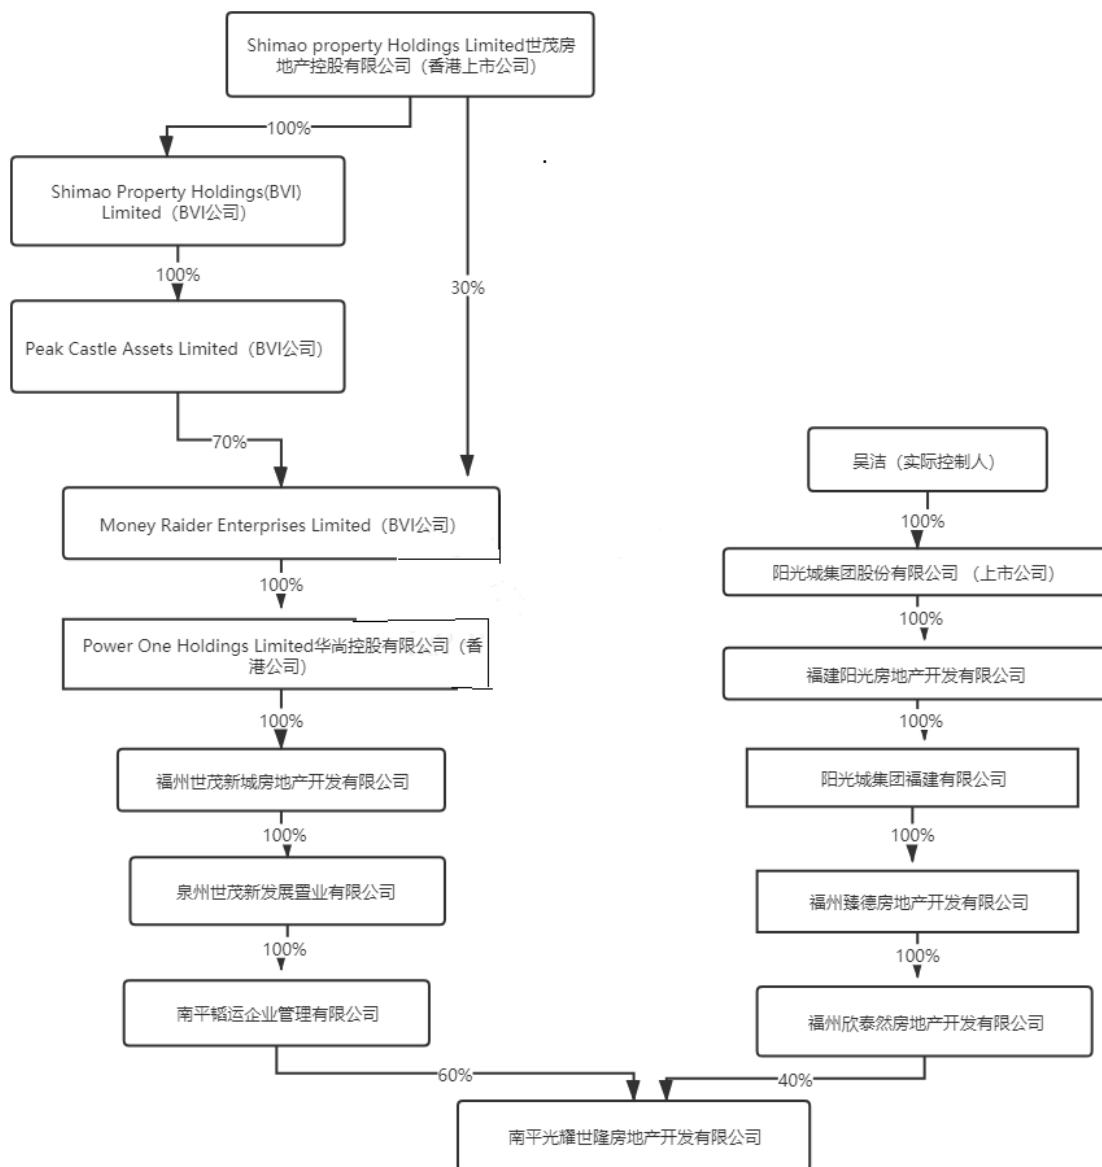 Shimao property Holdings Limited世茂房
地产控股有限公司（香港上市公司）
100%
Shimao Property Holdings(BVI)
Limited（BVI公司）
100%
30%
Peak Castle Assets Limited（BVI公司）
70%
吴洁（实际控制人）
100%
Money Raider Enterprises Limited（BVI公司）
阳光城集团股份有限公司 （上市公司）
100%
100%
Power One Holdings Limited华尚控股有限公司（香
港公司）
福建阳光房地产开发有限公司
100%
100%
福州世茂新城房地产开发有限公司
阳光城集团福建有限公司
100%
100%
泉州世茂新发展置业有限公司
福州臻德房地产开发有限公司
100%
100%
南平韬运企业管理有限公司
福州欣泰然房地产开发有限公司
60%
40%
南平光耀世隆房地产开发有限公司